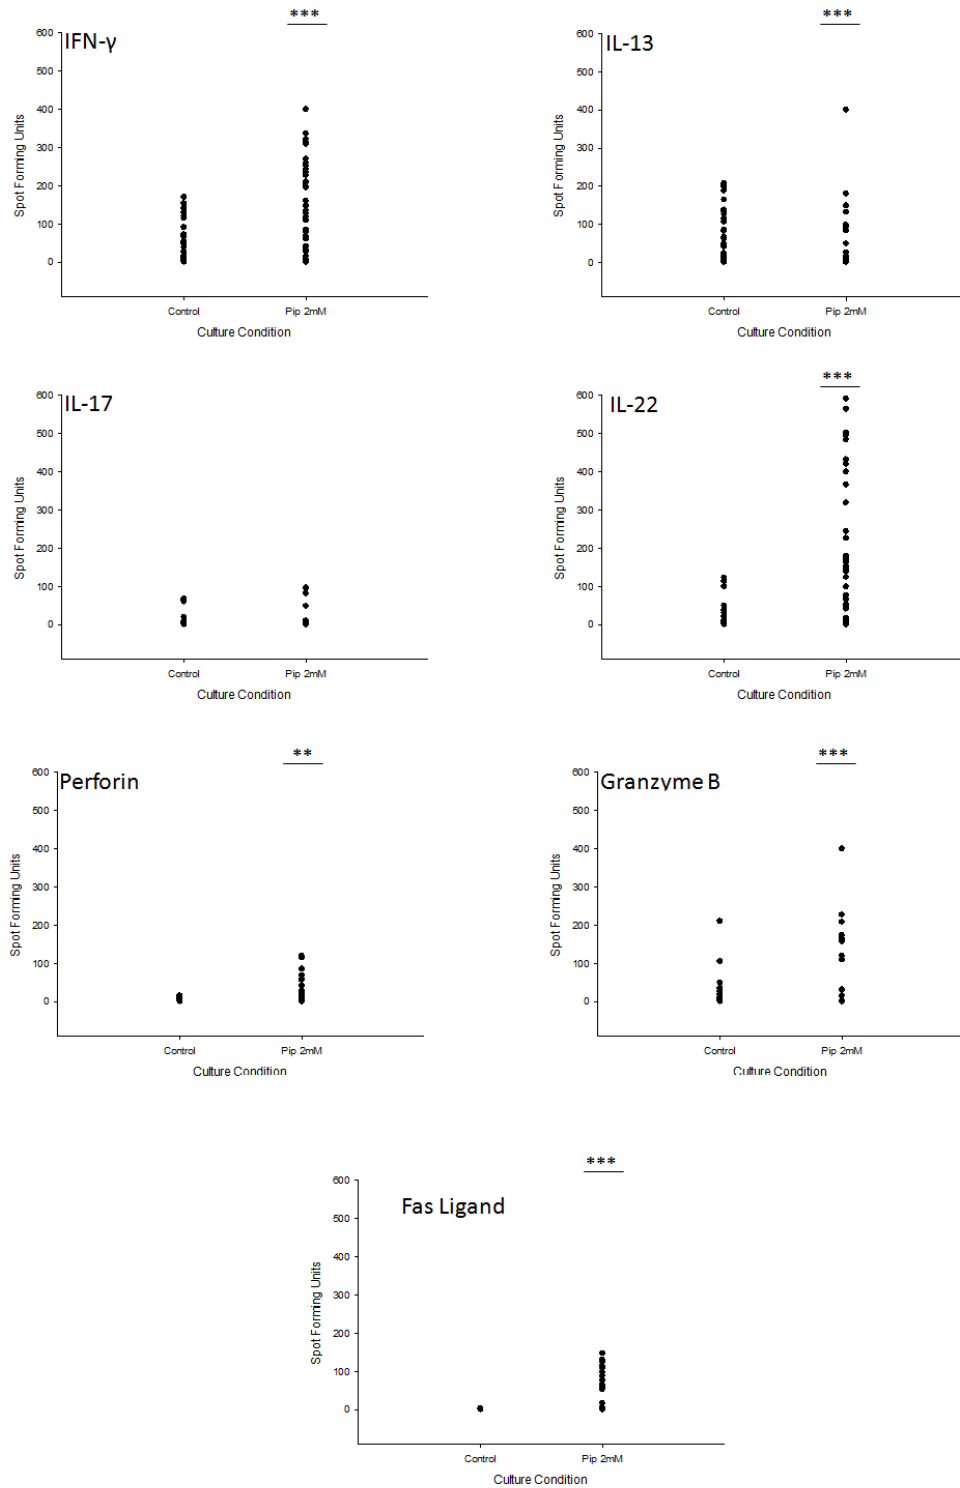 ***
IFN-γ
600
500
400
300
200
100
0
Spot Forming Units
Control
Pip 2mM
Culture Condition
***
IL-13
600
500
400
300
200
100
0
Spot Forming Units
Control
Pip 2mM
Culture Condition
IL-17
600
500
400
300
200
100
0
Spot Forming Units
Control
Pip 2mM
Culture Condition
***
IL-22
600
500
400
300
200
100
0
Spot Forming Units
Control
Pip 2mM
Culture Condition
**
Perforin
600
500
400
300
200
100
0
Spot Forming Units
Control
Pip 2mM
Culture Condition
***
Granzyme B
600
500
400
300
200
100
0
Spot Forming Units
Control
Pip 2mM
Culture Condition
***
Fas Ligand
600
500
400
300
200
100
0
Spot Forming Units
Control
Pip 2mM
Culture Condition